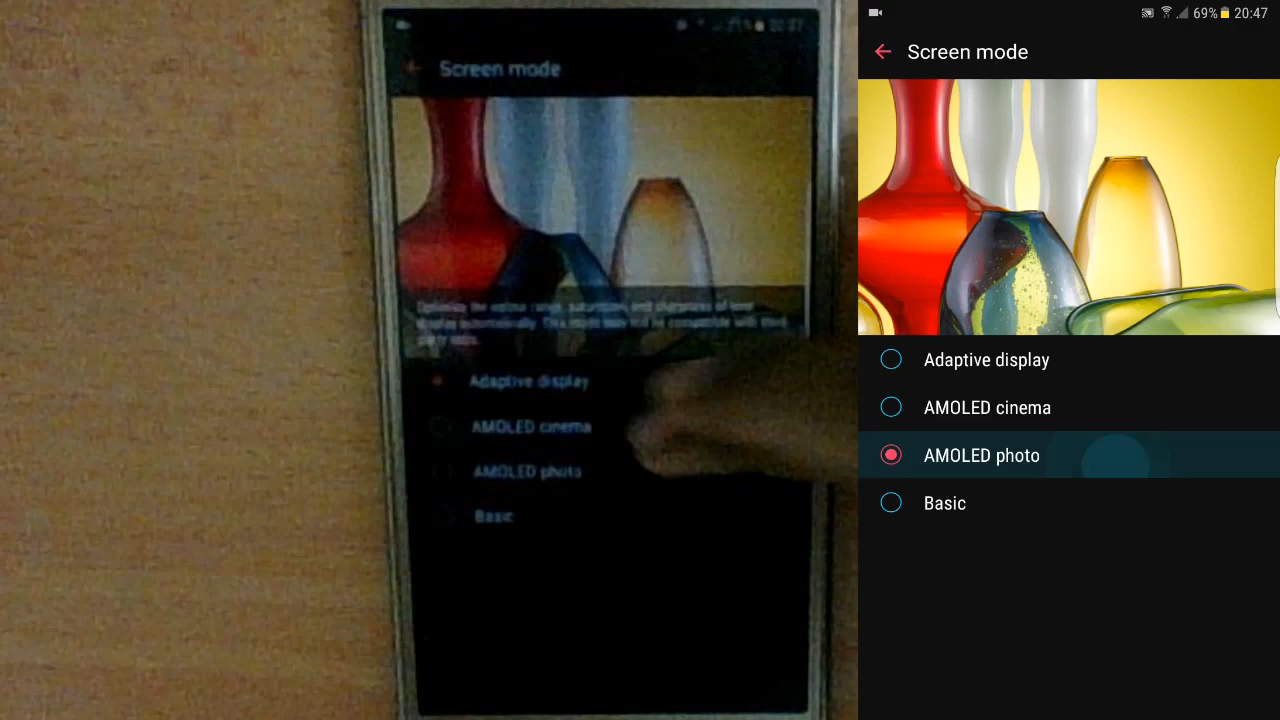 Screen mode
Adaptive display
AMOLED cinema
AMOLED photo
Basic
69% 20:47
Screen mode
Adaptive display
AMOLED cinema
AMOLED photo
Basic